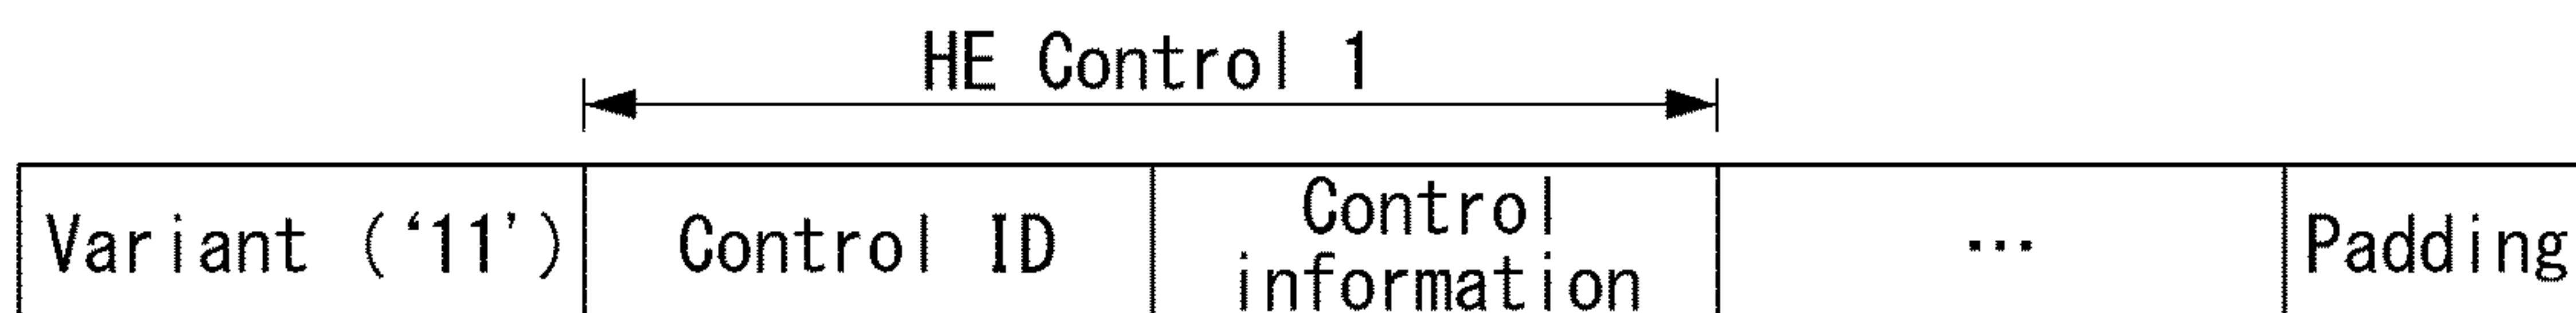 HE Control 1
Variant (‘11’)
Control ID
Control
information
...
Padding